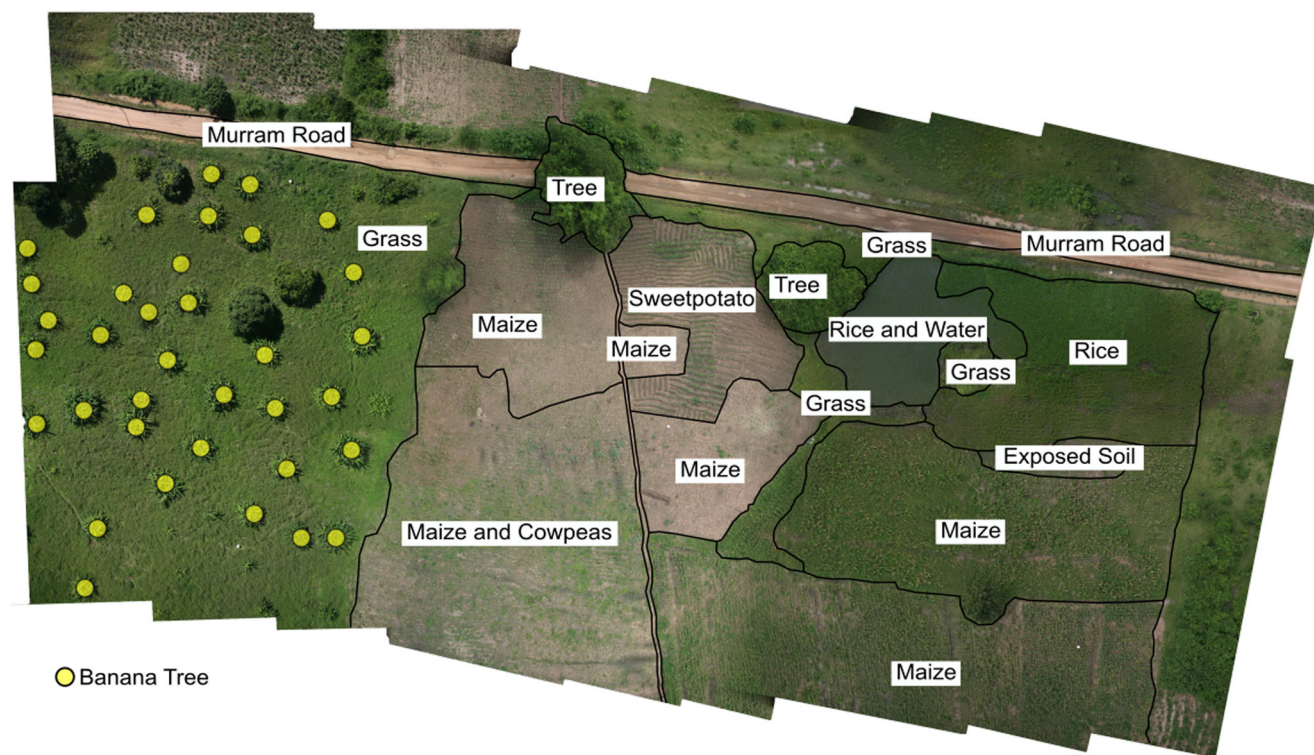 Murram Road
Tree
Grass
Grass
Murram Road
Tree
Sweetpotato
Maize
Rice and Water
Maize
Rice
Grass
Grass
Exposed Soil
Maize
Maize and Cowpeas
Maize
Maize
Banana Tree